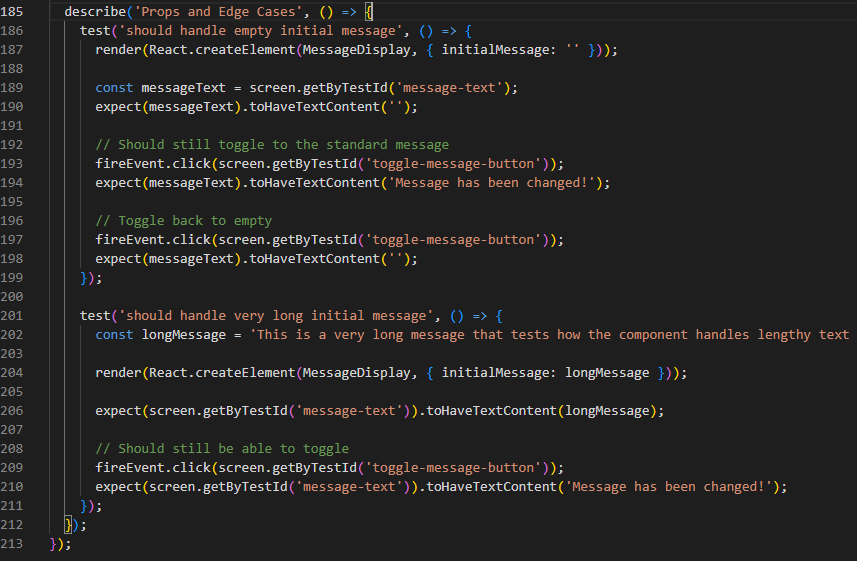 185 describe('Props and Edge Cases', () => {
186 test('should handle empty initial message', () => {
187 render(React.createElement(MessageDisplay, { initialMessage: '' }));
188
189 const messageText = screen.getByTestId('message-text');
190 expect(messageText).toHaveTextContent('');
191
192 // Should still toggle to the standard message
193 fireEvent.click(screen.getByTestId('toggle-message-button'));
194 expect(messageText).toHaveTextContent('Message has been changed!');
195
196 // Toggle back to empty
197 fireEvent.click(screen.getByTestId('toggle-message-button'));
198 expect(messageText).toHaveTextContent('');
199 });
200
201 test('should handle very long initial message', () => {
202 const longMessage = 'This is a very long message that tests how the component handles lengthy text
203
204 render(React.createElement(MessageDisplay, { initialMessage: longMessage }));
205
206 expect(screen.getByTestId('message-text')).toHaveTextContent(longMessage);
207
208 // Should still be able to toggle
209 fireEvent.click(screen.getByTestId('toggle-message-button'));
210 expect(screen.getByTestId('message-text')).toHaveTextContent('Message has been changed!');
211 });
212 });
213 });